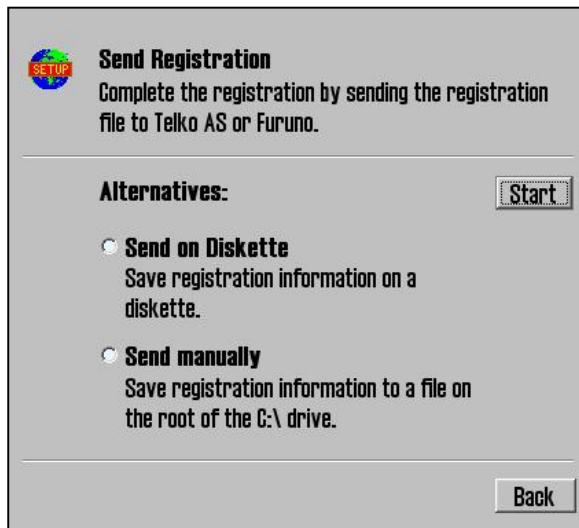 SETUP
Send Registration
Complete the registration by sending the registration
file to Telko AS or Furuno.
Alternatives:
Start
Send on Diskette
Save registration information on a
diskette.
Send manually
Save registration information to a file on
the root of the C:\ drive.
Back